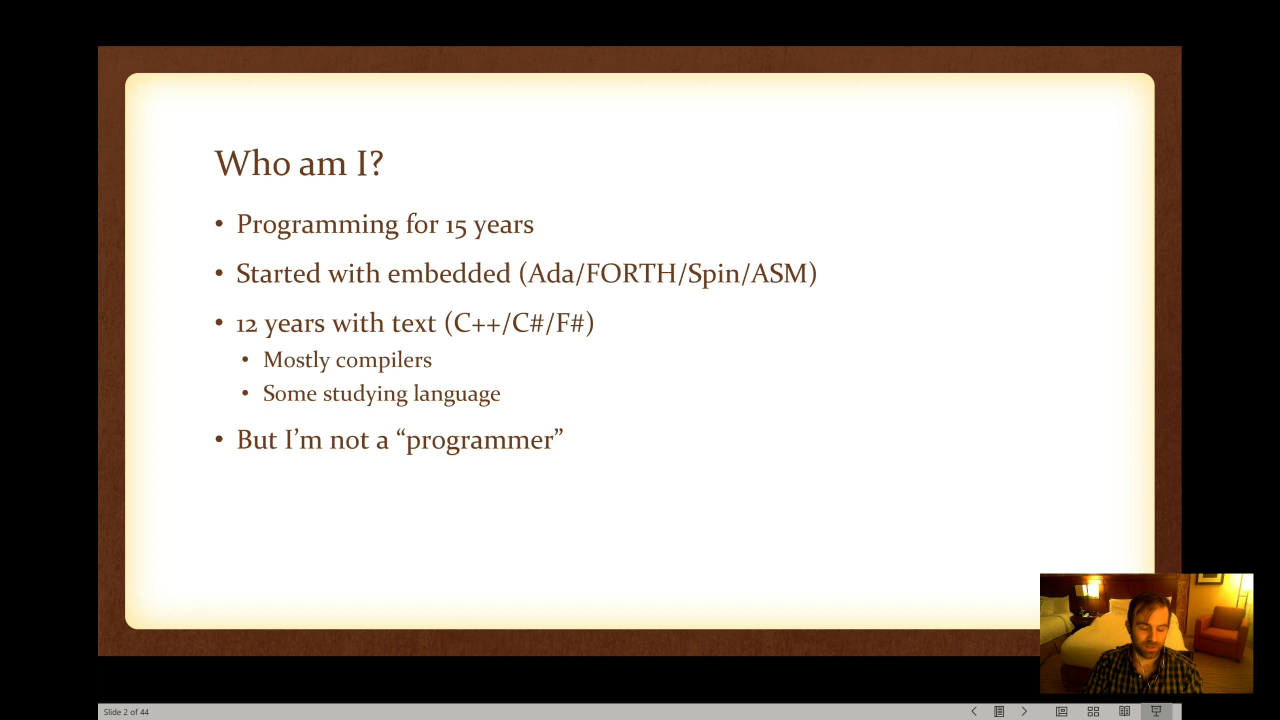 Who am I?
• Programming for 15 years
• Started with embedded (Ada/FORTH/Spin/ASM)
• 12 years with text (C++/C#/F#)
• Mostly compilers
• Some studying language
• But I’m not a “programmer”
Slide 2 of 44